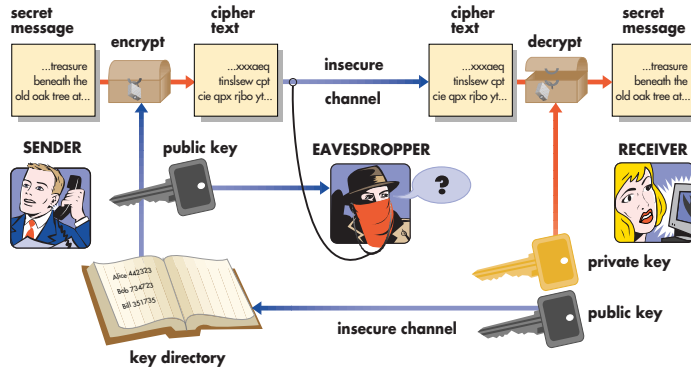 secret
message
...treasure
beneath the
old oak tree at...
encrypt
cipher
text
...xxxaeq
tinslsew cpt
cie qpx rjbo yt...
insecure
channel
cipher
text
...xxxaeq
tinslsew cpt
cie qpx rjbo yt...
decrypt
secret
message
...treasure
beneath the
old oak tree at...
SENDER
public key
EAVESDROPPER
?
RECEIVER
private key
Alice 442323
Bob 734723
Bill 351735
key directory
insecure channel
public key